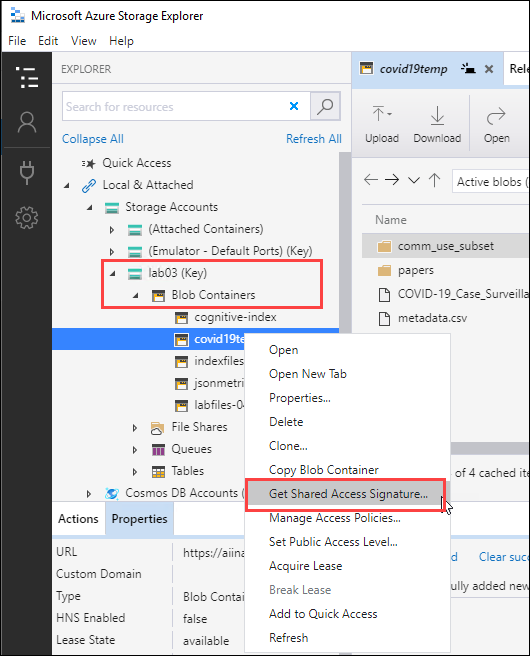 Microsoft Azure Storage Explorer
File Edit View Help
EXPLORER
Search for resources
Collapse All Refresh All
Quick Access
Local & Attached
Storage Accounts
(Attached Containers)
(Emulator - Default Ports) (Key)
lab03 (Key)
Blob Containers
cognitive-index
covid19te
indexfiles
jsonmetri
labfiles-04
File Shares
Queues
Tables
Cosmos DB Accounts (
Actions Properties
URL https://aiina
Custom Domain
Type Blob Contai
HNS Enabled false
Lease State available
Open
Open New Tab
Properties...
Delete
Clone...
Copy Blob Container
Get Shared Access Signature...
Manage Access Policies...
Set Public Access Level...
Acquire Lease
Break Lease
Add to Quick Access
Refresh
covid19temp Rele
Upload Download Open
Active blobs (
Name
comm_use_subset
papers
COVID-19_Case_Surveilla
metadata.csv
of 4 cached ite
d Clear succ
fully added new